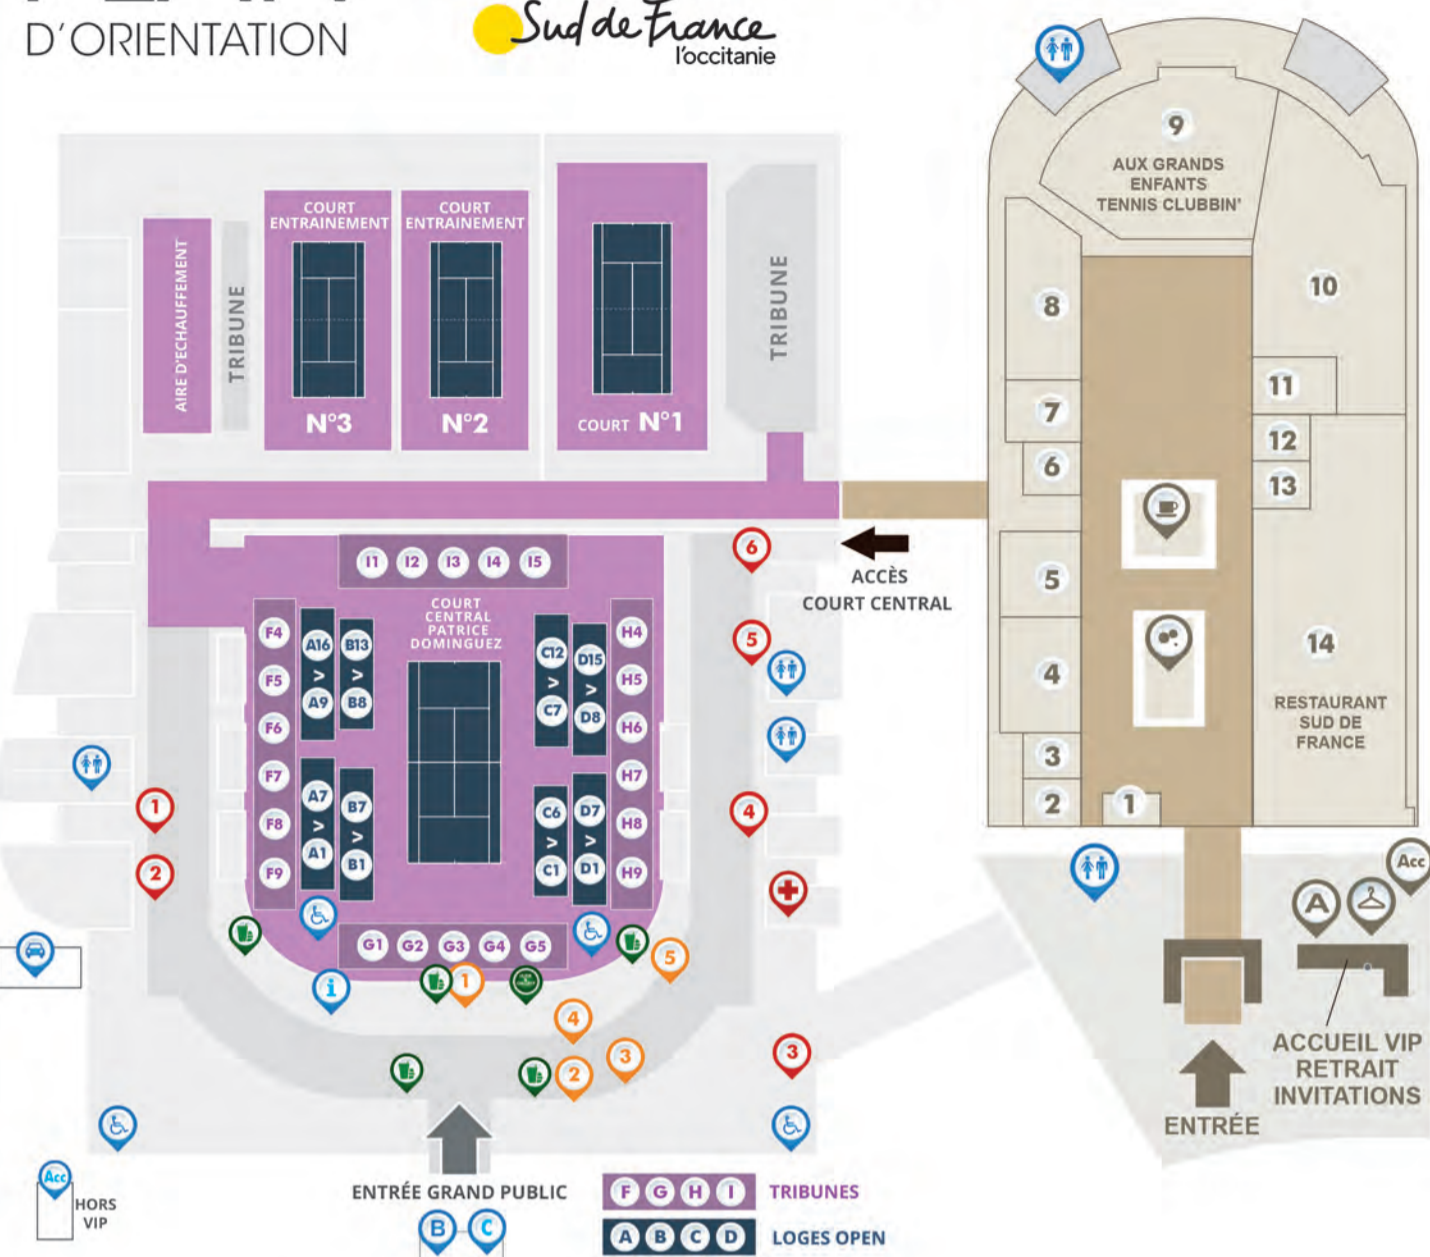 D'ORIENTATION
Sud de France
l'occitanie
9
AUX GRANDS
ENFANTS
TENNIS CLUBBIN'
10
8
11
7
12
6
13
5
4
14
RESTAURANT
SUD DE
FRANCE
3
2
1
AIRE D'ECHAUFFEMENT
TRIBUNE
COURT
ENTRAINEMENT
N°3
COURT
ENTRAINEMENT
N°2
COURT N°1
TRIBUNE
ACCÈS
COURT CENTRAL
I1 I2 I3 I4 I5
COURT
CENTRAL
PATRICE
DOMINGUEZ
F4
F5
F6
F7
F8
F9
A16
>
A9
B13
>
B8
A7
>
A1
B7
>
B1
C12
>
C7
D15
>
D8
C6
>
C1
D7
>
D1
H4
H5
H6
H7
H8
H9
G1 G2 G3 G4 G5
6
5
4
3
1
2
i
1
5
4
3
2
Acc
A
ACCUEIL VIP
RETRAIT
INVITATIONS
ENTRÉE
Acc
HORS
VIP
ENTRÉE GRAND PUBLIC
B C
F G H I TRIBUNES
A B C D LOGES OPEN